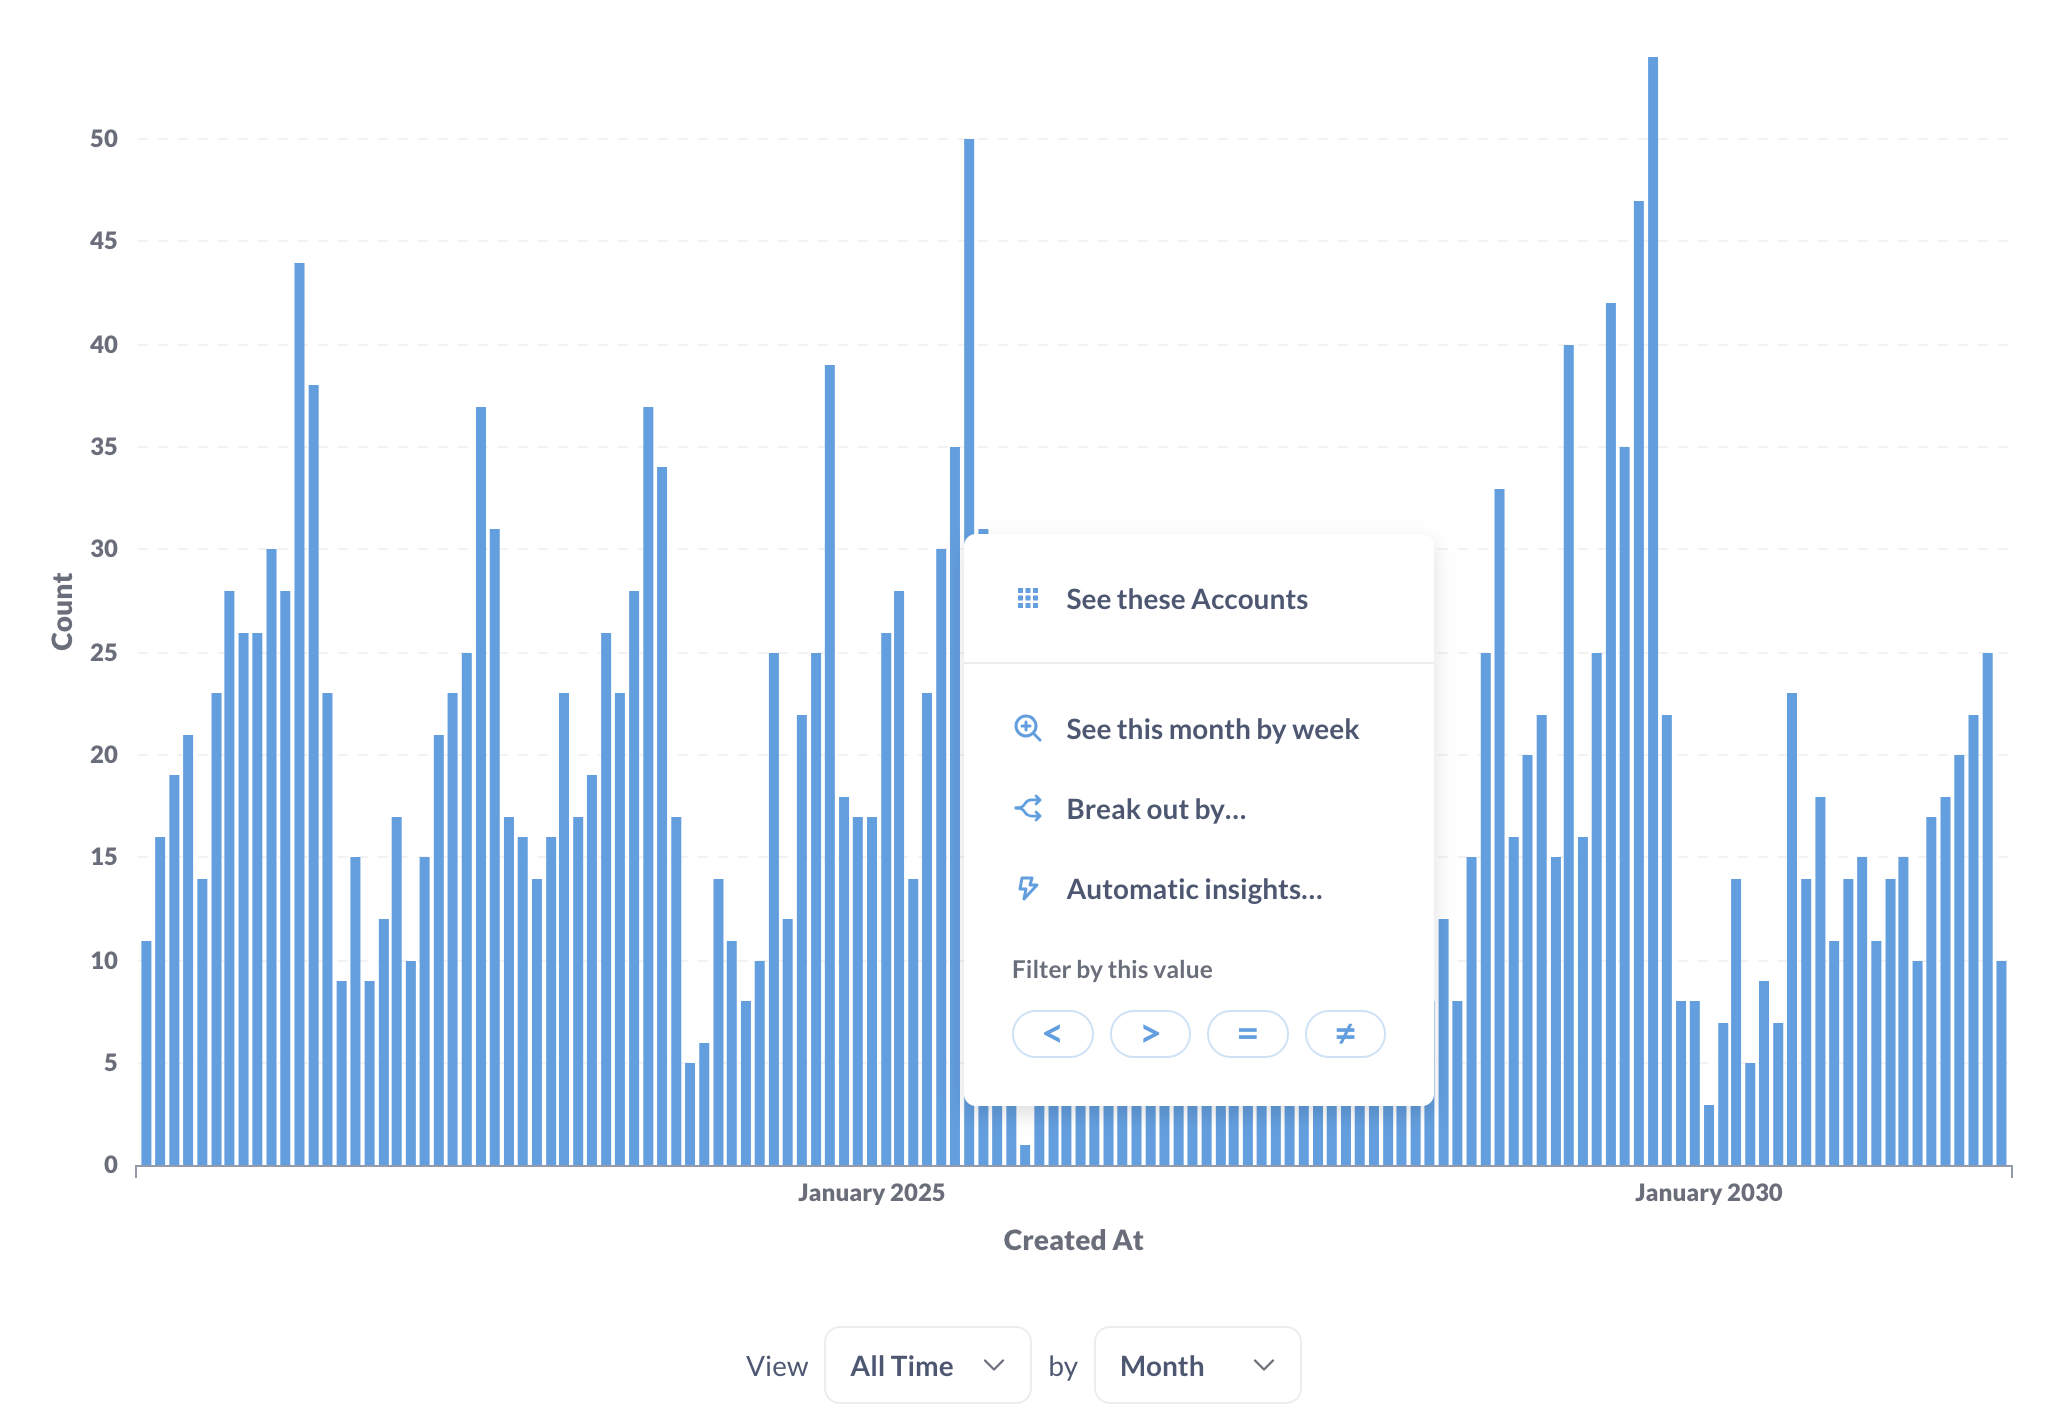 50
45
40
35
30
25
20
15
10
5
0
Count
See these Accounts
See this month by week
Break out by...
Automatic insights...
Filter by this value
< > = ≠
January 2025 January 2030
Created At
View All Time by Month